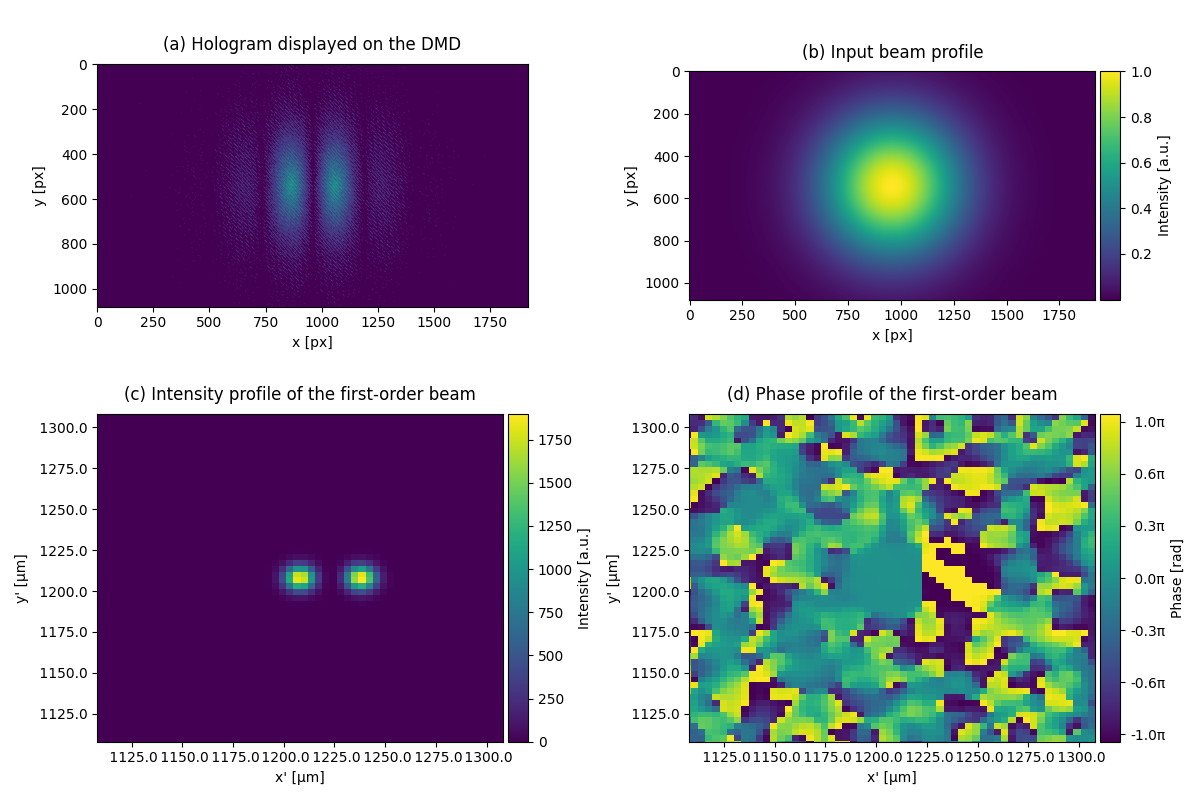 (a) Hologram displayed on the DMD
0
200
400
600
800
1000
y [px]
0 250 500 750 1000 1250 1500 1750
x [px]
(b) Input beam profile
0
200
400
600
800
1000
y [px]
0 250 500 750 1000 1250 1500 1750
x [px]
1.0
0.8
0.6
0.4
0.2
Intensity [a.u.]
(c) Intensity profile of the first-order beam
1300.0
1275.0
1250.0
1225.0
1200.0
1175.0
1150.0
1125.0
y' [μm]
1125.0 1150.0 1175.0 1200.0 1225.0 1250.0 1275.0 1300.0
x' [μm]
1750
1500
1250
1000
750
500
250
0
Intensity [a.u.]
(d) Phase profile of the first-order beam
1300.0
1275.0
1250.0
1225.0
1200.0
1175.0
1150.0
1125.0
y' [μm]
1125.0 1150.0 1175.0 1200.0 1225.0 1250.0 1275.0 1300.0
x' [μm]
1.0π
0.6π
0.3π
0.0π
-0.3π
-0.6π
-1.0π
Phase [rad]